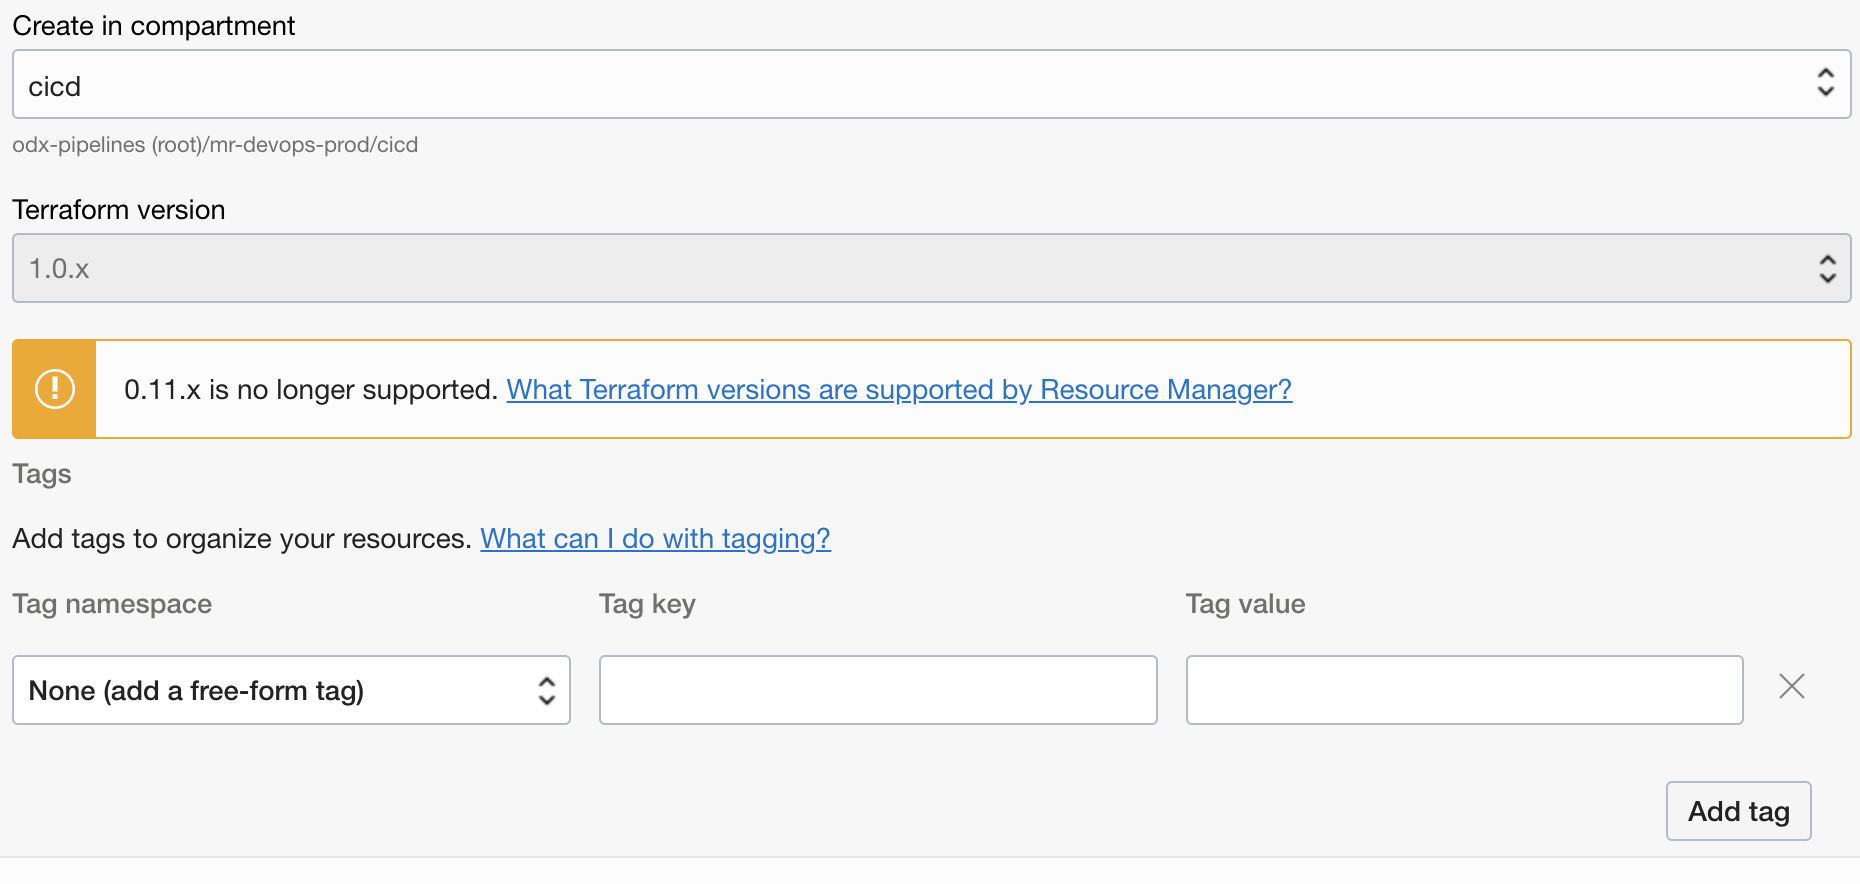 Create in compartment
cicd
odx-pipelines (root)/mr-devops-prod/cicd
Terraform version
1.0.x
0.11.x is no longer supported. What Terraform versions are supported by Resource Manager?
Tags
Add tags to organize your resources. What can I do with tagging?
Tag namespace Tag key Tag value
None (add a free-form tag)
Add tag